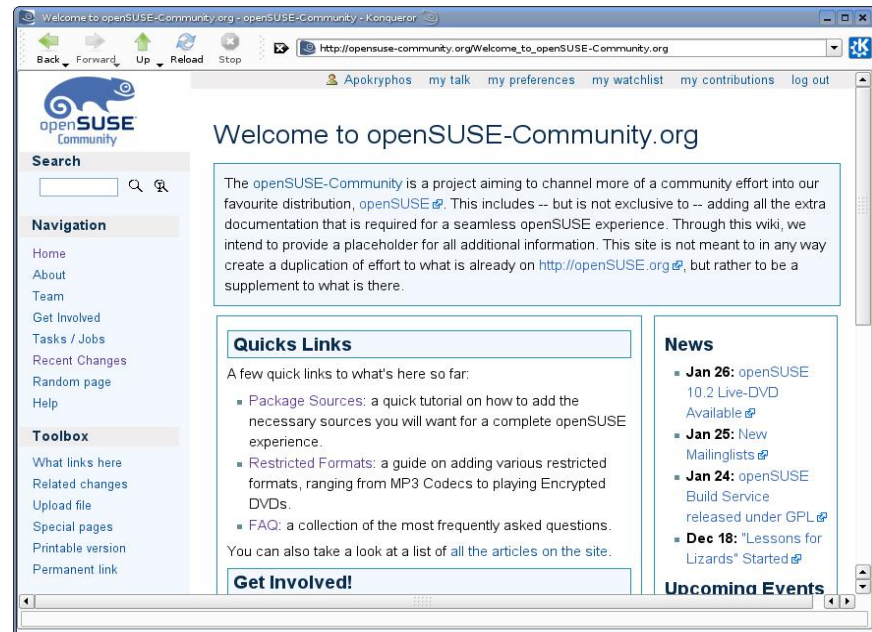 Welcome to openSUSE-Community.org - openSUSE-Community - Konqueror
Back Forward Up Reload Stop
http://opensuse-community.org/Welcome_to_openSUSE-Community.org
Apokryphos my talk my preferences my watchlist my contributions log out
openSUSE
Community
Search
Navigation
Home
About
Team
Get Involved
Tasks / Jobs
Recent Changes
Random page
Help
Toolbox
What links here
Related changes
Upload file
Special pages
Printable version
Permanent link
Welcome to openSUSE-Community.org
The openSUSE-Community is a project aiming to channel more of a community effort into our
favourite distribution, openSUSE. This includes -- but is not exclusive to -- adding all the extra
documentation that is required for a seamless openSUSE experience. Through this wiki, we
intend to provide a placeholder for all additional information. This site is not meant to in any way
create a duplication of effort to what is already on http://openSUSE.org, but rather to be a
supplement to what is there.
Quicks Links
A few quick links to what's here so far:
Package Sources: a quick tutorial on how to add the
necessary sources you will want for a complete openSUSE
experience.
Restricted Formats: a guide on adding various restricted
formats, ranging from MP3 Codecs to playing Encrypted
DVDs.
FAQ: a collection of the most frequently asked questions.
You can also take a look at a list of all the articles on the site.
Get Involved!
News
Jan 26: openSUSE
10.2 Live-DVD
Available
Jan 25: New
Mailinglists
Jan 24: openSUSE
Build Service
released under GPL
Dec 18: "Lessons for
Lizards" Started
Upcoming Events